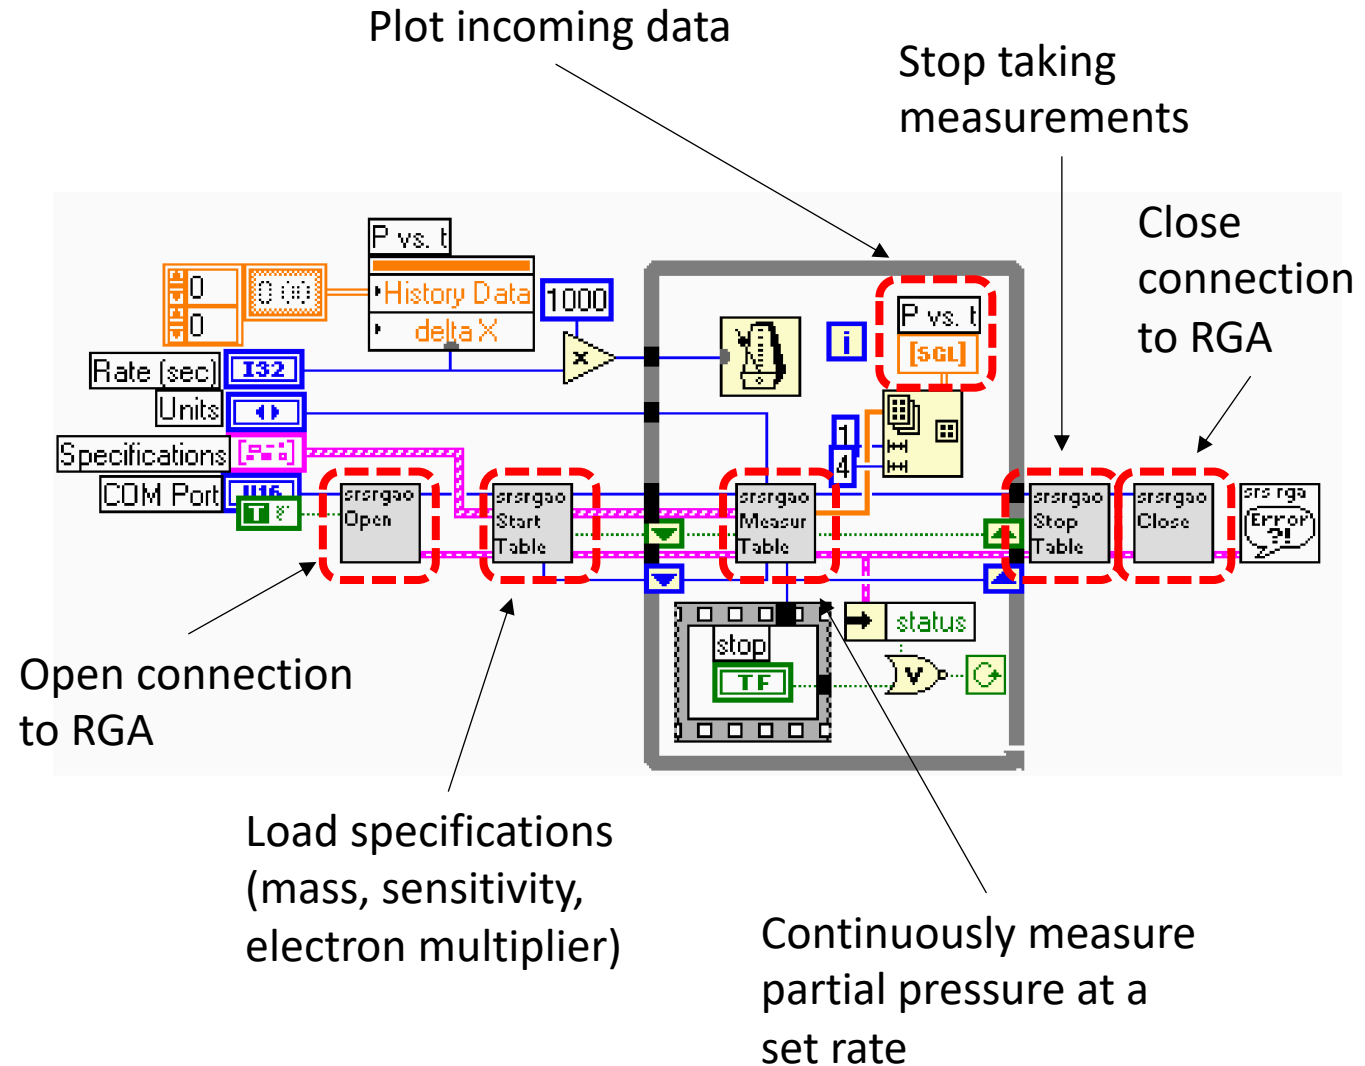 Plot incoming data
Stop taking
measurements
Close
connection
to RGA
P vs. t
History Data
delta X
0
0
0.00
1000
x
Rate (sec)
I32
Units
Specifications
COM Port
U16
T
i
P vs. t
[SGL]
1
4
srsrgao
Open
srsrgao
Start
Table
srsrgao
Measur
Table
srsrgao
Stop
Table
srsrgao
Close
srs rga
Error
?!
stop
TF
status
V
Open connection
to RGA
Load specifications
(mass, sensitivity,
electron multiplier)
Continuously measure
partial pressure at a
set rate